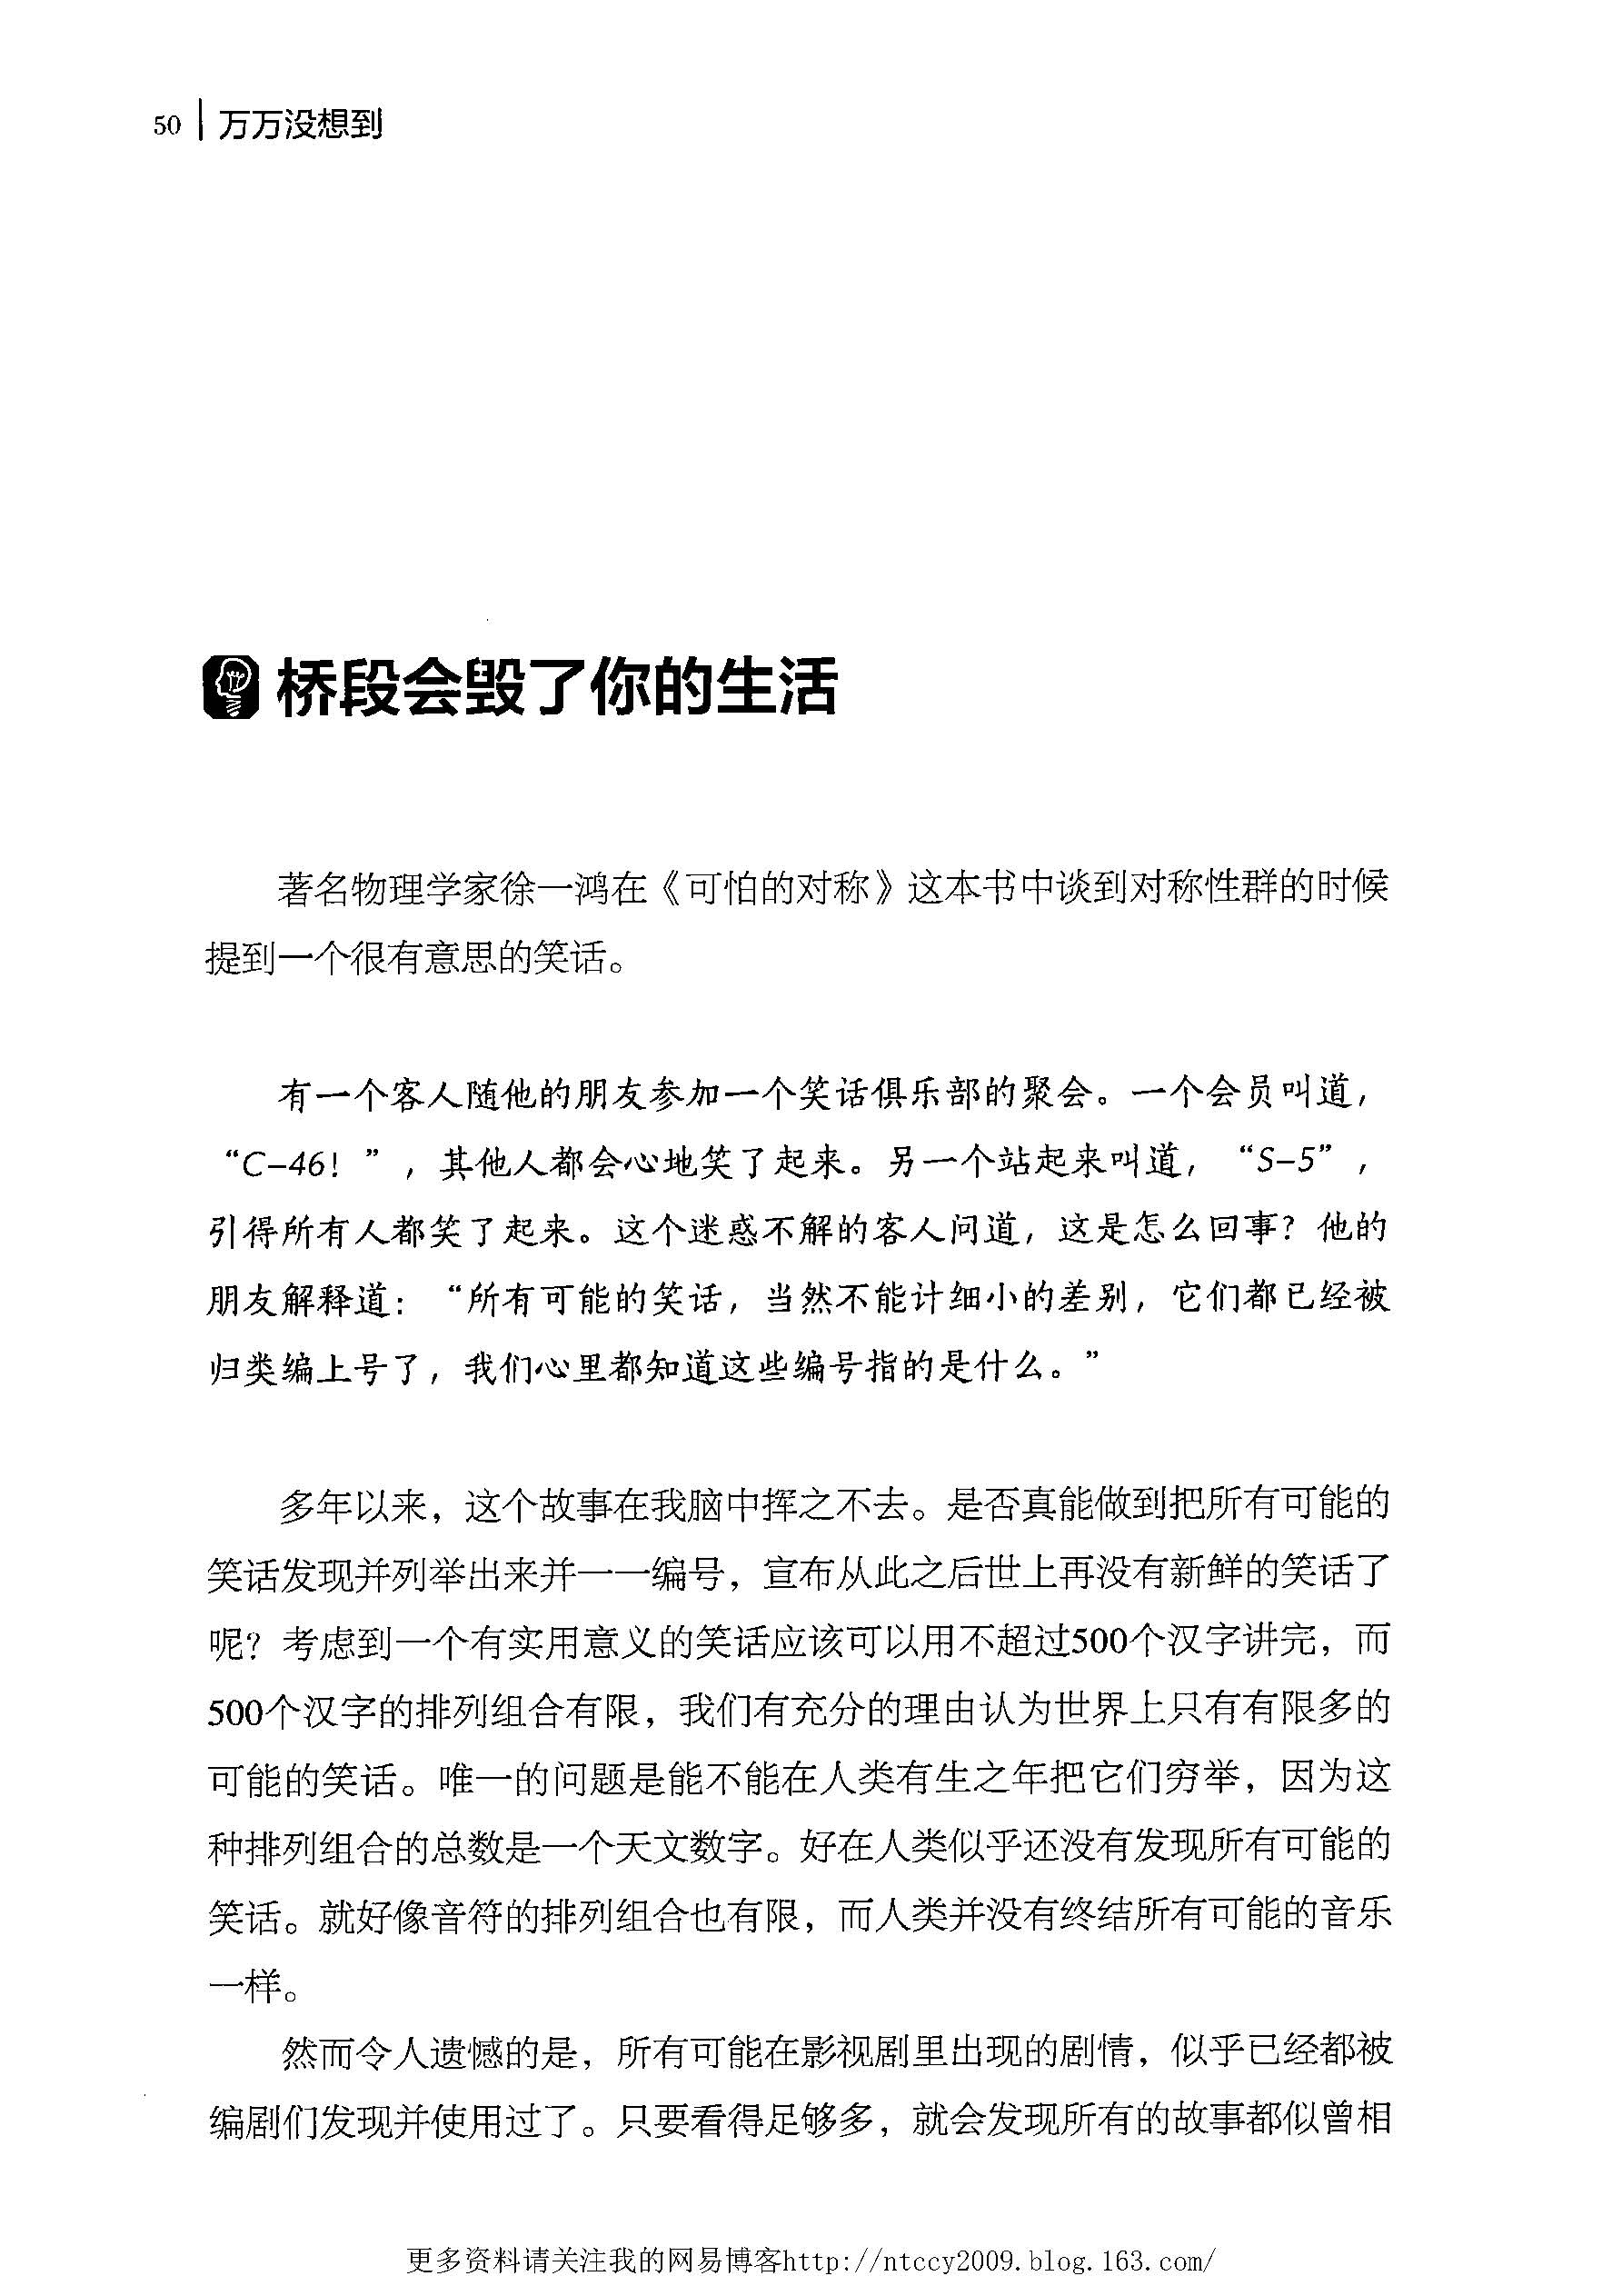 50 | 万万没想到
桥段会毁了你的生活
著名物理学家徐一鸿在《可怕的对称》这本书中谈到对称性群的时候
提到一个很有意思的笑话。
有一个客人随他的朋友参加一个笑话俱乐部的聚会。一个会员叫道，
“C-46！”，其他人都会心地笑了起来。另一个站起来叫道，“S-5”，
引得所有人都笑了起来。这个迷惑不解的客人问道，这是怎么回事？他的
朋友解释道：“所有可能的笑话，当然不能计细小的差别，它们都已经被
归类编上号了，我们心里都知道这些编号指的是什么。”
多年以来，这个故事在我脑中挥之不去。是否真能做到把所有可能的
笑话发现并列举出来并一一编号，宣布从此之后世上再没有新鲜的笑话了
呢？考虑到一个有实用意义的笑话应该可以用不超过500个汉字讲完，而
500个汉字的排列组合有限，我们有充分的理由认为世界上只有有限多的
可能的笑话。唯一的问题是能不能在人类有生之年把它们穷举，因为这
种排列组合的总数是一个天文数字。好在人类似乎还没有发现所有可能的
笑话。就好像音符的排列组合也有限，而人类并没有终结所有可能的音乐
一样。
然而令人遗憾的是，所有可能在影视剧里出现的剧情，似乎已经都被
编剧们发现并使用过了。只要看得足够多，就会发现所有的故事都似曾相
更多资料请关注我的网易博客http://ntccy2009.blog.163.com/